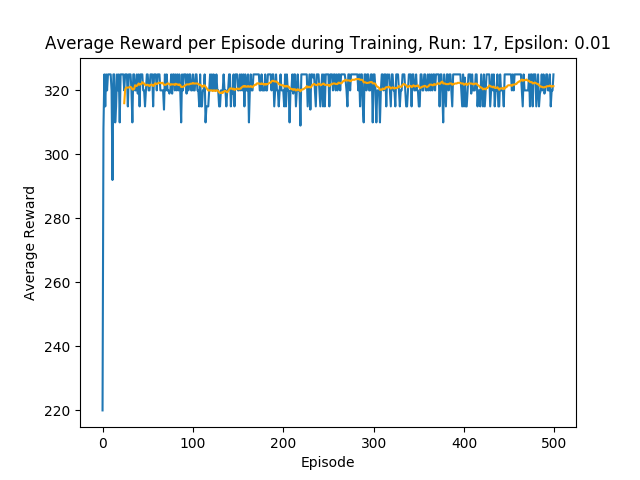 Average Reward per Episode during Training, Run: 17, Epsilon: 0.01
320
300
280
260
240
220
Average Reward
0 100 200 300 400 500
Episode